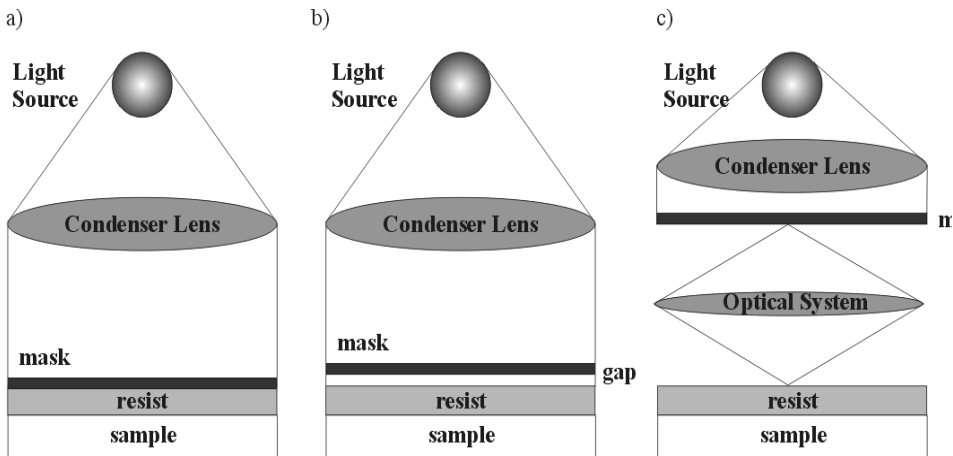 a)
Light
Source
Condenser Lens
mask
resist
sample
b)
Light
Source
Condenser Lens
mask
gap
resist
sample
c)
Light
Source
Condenser Lens
Optical System
resist
sample